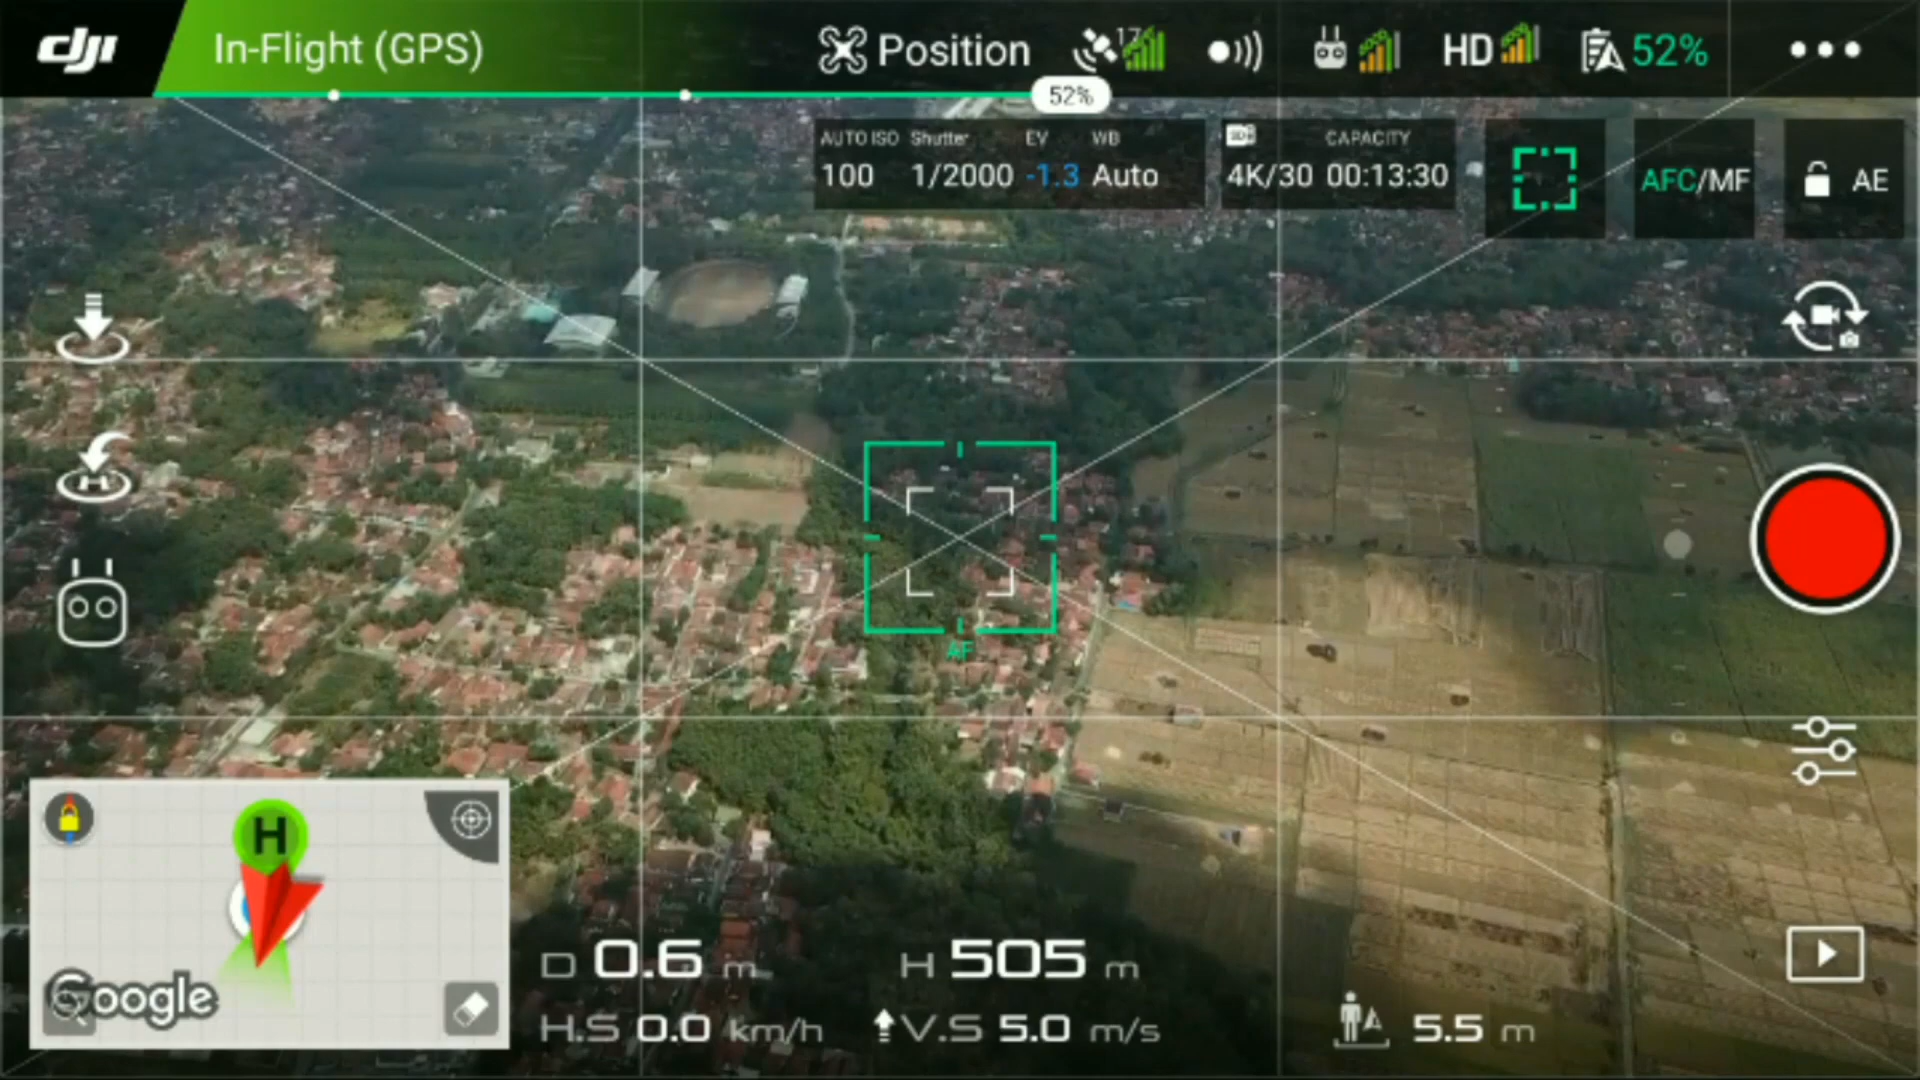 dji In-Flight (GPS) Position 17 HD 52%
52%
AUTO ISO Shutter EV WB CAPACITY
100 1/2000 -1.3 Auto 4K/30 00:13:30 AFC/MF AE
AF
H
Google
D 0.6 m H 505 m
H.S 0.0 km/h V.S 5.0 m/s 5.5 m